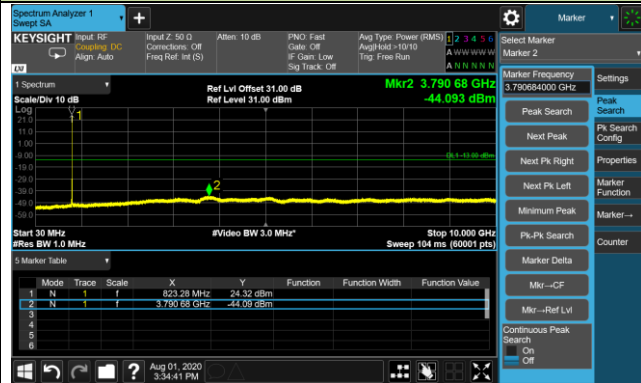 Spectrum Analyzer 1
Swept SA
+
Marker
KEYSIGHT
Input: RF
Coupling: DC
Align: Auto
Input Z: 50 Ω
Corrections: Off
Freq Ref: Int (S)
Atten: 10 dB
PNO: Fast
Gate: Off
IF Gain: Low
Sig Track: Off
Avg Type: Power (RMS)
Avg|Hold:>10/10
Trig: Free Run
1 2 3 4 5 6
A W W W W W
A N N N N N
LXI
Select Marker
Marker 2
1 Spectrum
Scale/Div 10 dB
Log
Ref Lvl Offset 31.00 dB
Ref Level 31.00 dBm
Mkr2 3.790 68 GHz
-44.093 dBm
21.0
11.0
1.00
-9.00
-19.0
-29.0
-39.0
-49.0
-59.0
1
2
DL1 -13.00 dBm
Start 30 MHz
#Res BW 1.0 MHz
#Video BW 3.0 MHz*
Stop 10.000 GHz
Sweep 104 ms (60001 pts)
Marker Frequency
3.790684000 GHz
Peak Search
Next Peak
Next Pk Right
Next Pk Left
Minimum Peak
Pk-Pk Search
Marker Delta
Mkr→CF
Mkr→Ref Lvl
Continuous Peak
Search
On
Off
Settings
Peak
Search
Pk Search
Config
Properties
Marker
Function
Marker→
Counter
5 Marker Table
Mode Trace Scale X Y Function Function Width Function Value
1 N 1 f 823.28 MHz 24.32 dBm
2 N 1 f 3.790 68 GHz -44.09 dBm
3
4
5
6
?
Aug 01, 2020
3:34:41 PM